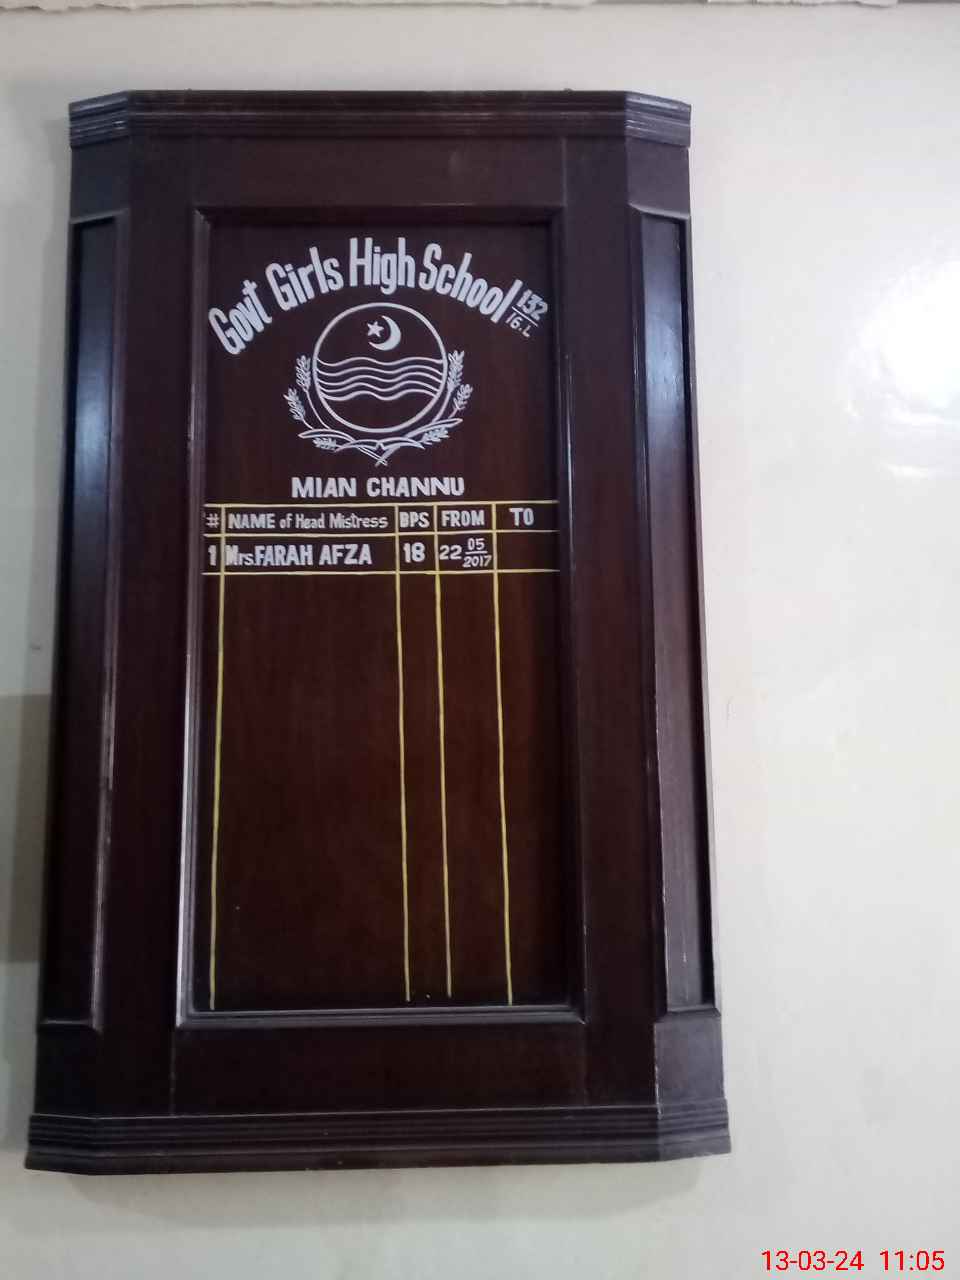 Govt Girls High School 132/16.L
MIAN CHANNU
# NAME of Head Mistress BPS FROM TO
1 Mrs. FARAH AFZA 18 22 05/2017
13-03-24 11:05